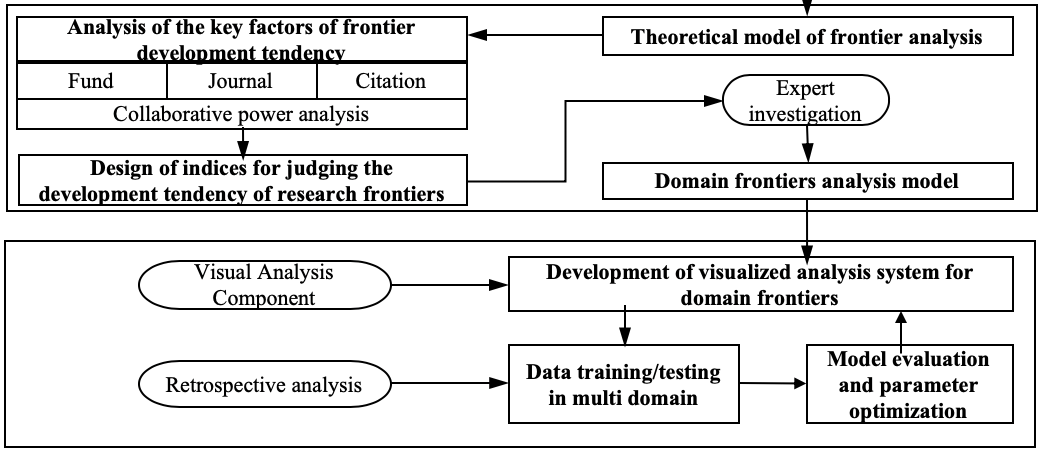 Analysis of the key factors of frontier
development tendency
Theoretical model of frontier analysis
Fund
Journal
Citation
Collaborative power analysis
Expert
investigation
Design of indices for judging the
development tendency of research frontiers
Domain frontiers analysis model
Visual Analysis
Component
Development of visualized analysis system for
domain frontiers
Retrospective analysis
Data training/testing
in multi domain
Model evaluation
and parameter
optimization